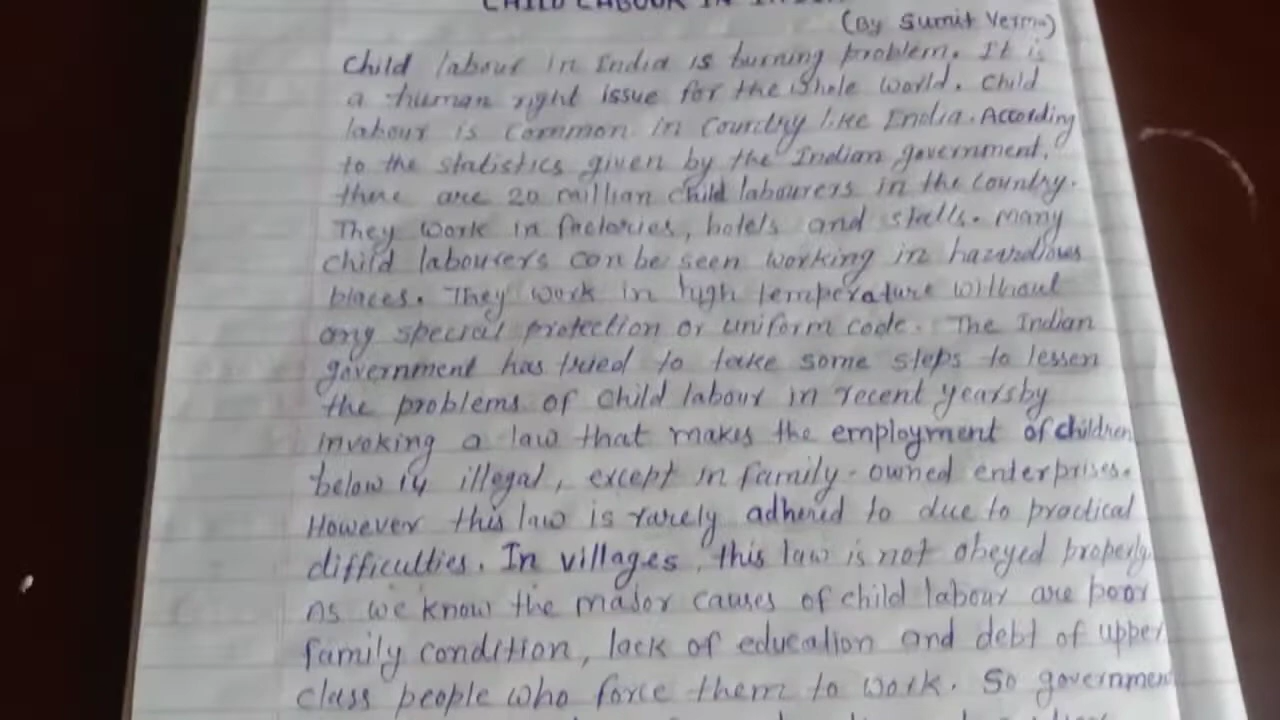 CHILD LABOUR IN INDIA
(By Sumit Verma)
Child labour in India is burning problem. It is
a human right issue for the whole world. Child
labour is common in Country like India. According
to the statistics given by the Indian government,
there are 20 millian child labourers in the country.
They work in factories, hotels and stalls. many
child labourers can be seen working in hazardious
places. They work in high temperature without
any special protection or uniform code. The Indian
government has tried to take some steps to lessen
the problems of child labour in recent yearsby
invoking a law that makes the employment of children
below 14 illegal, except in family-owned enterprises.
However this law is rarely adhered to due to practical
difficulties. In villages, this law is not obeyed properly.
As we know the major causes of child labour are poor
family condition, lack of education and debt of upper
class people who force them to work. So government